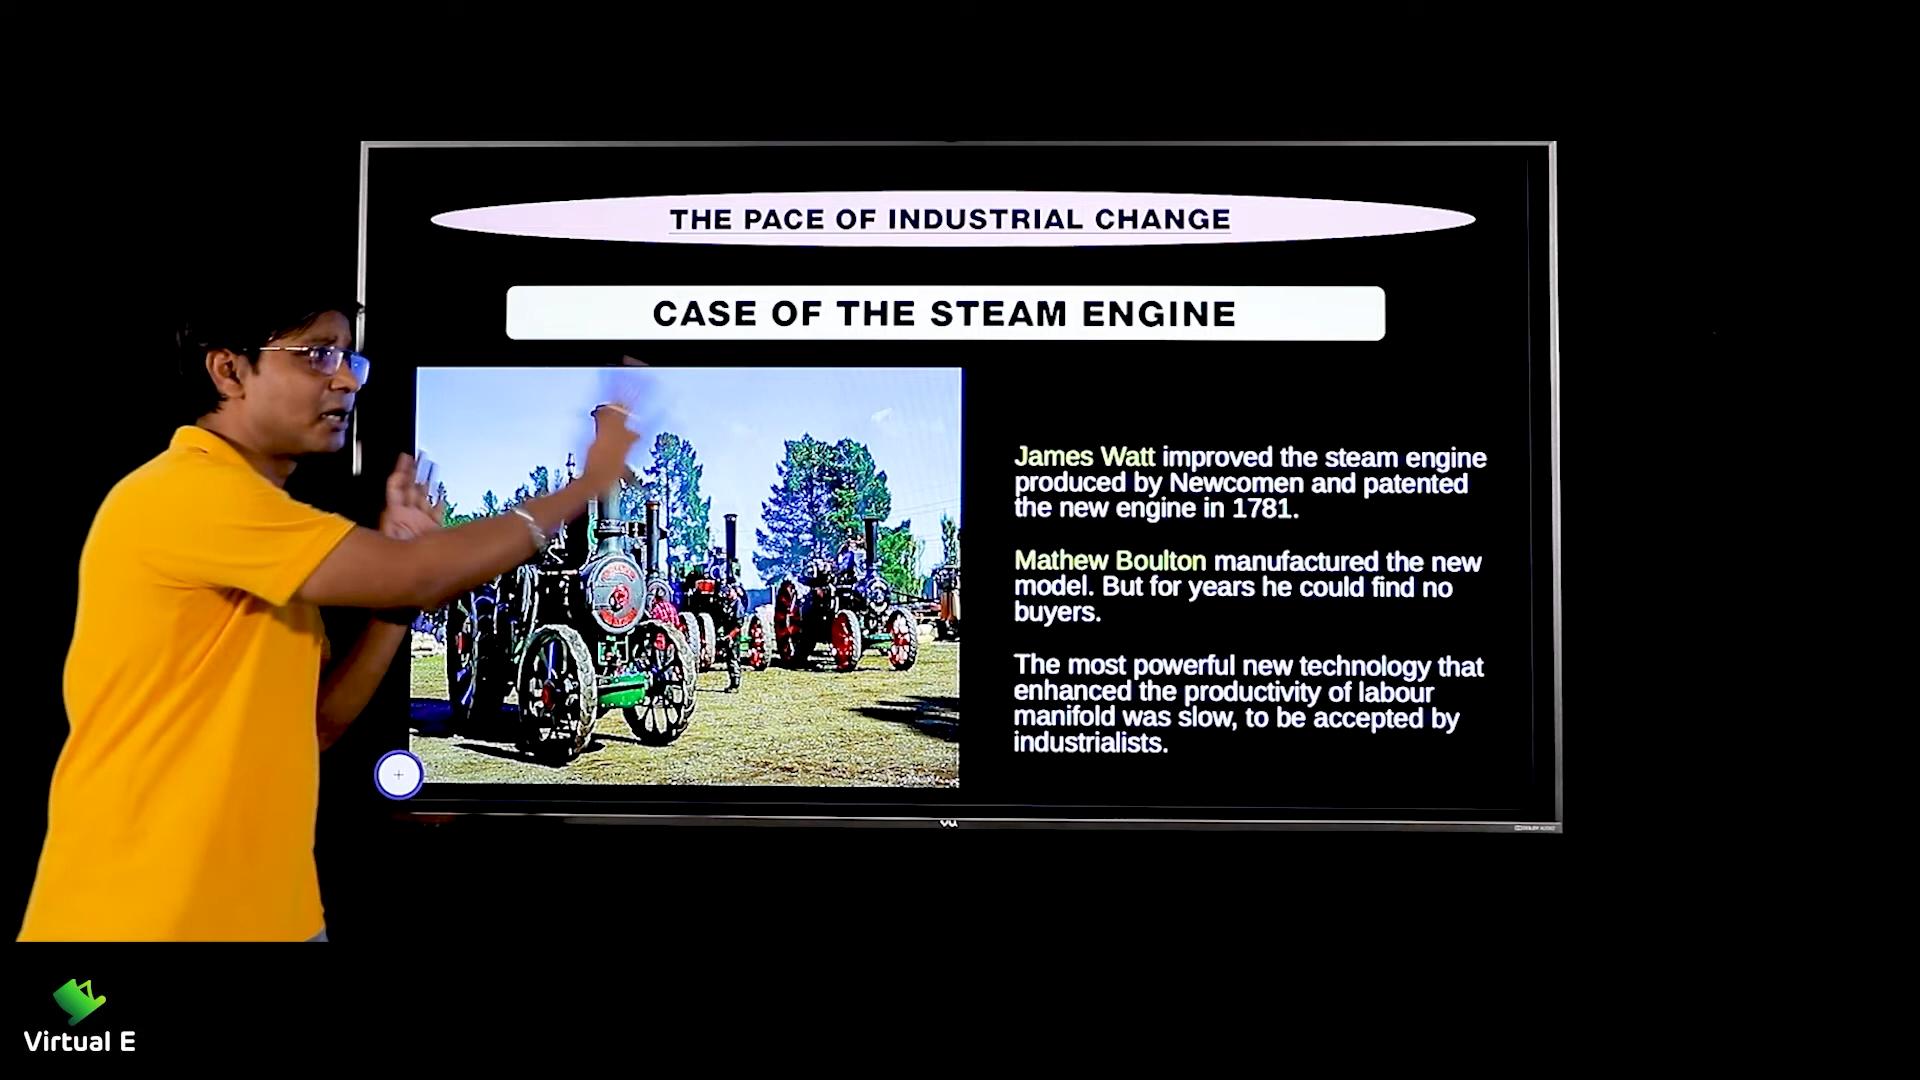 THE PACE OF INDUSTRIAL CHANGE
CASE OF THE STEAM ENGINE
James Watt improved the steam engine
produced by Newcomen and patented
the new engine in 1781.
Mathew Boulton manufactured the new
model. But for years he could find no
buyers.
The most powerful new technology that
enhanced the productivity of labour
manifold was slow, to be accepted by
industrialists.
Virtual E